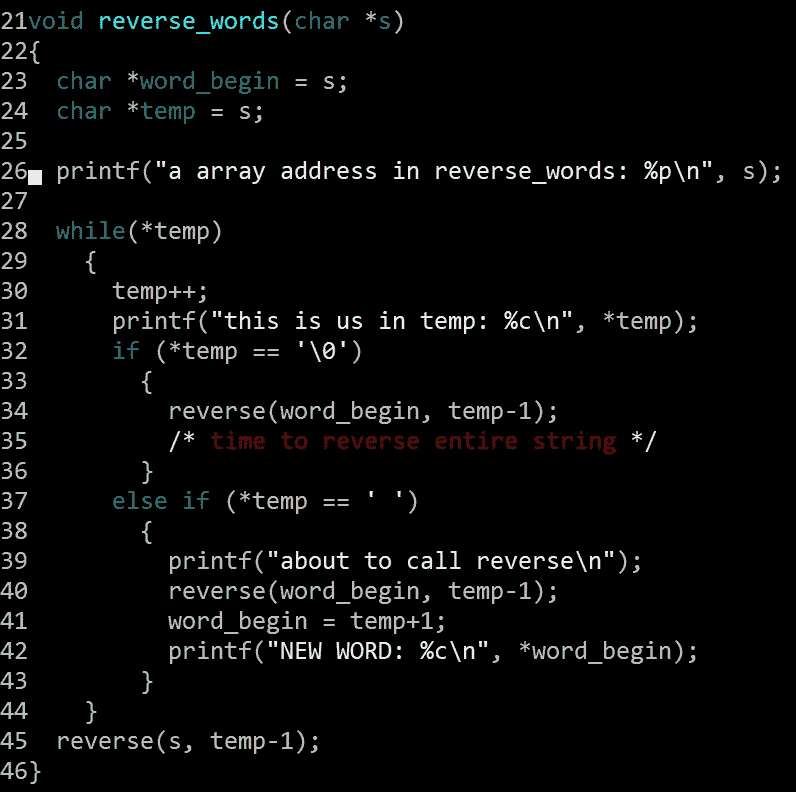 21void reverse_words(char *s)
22{
23  char *word_begin = s;
24  char *temp = s;
25
26  printf("a array address in reverse_words: %p\n", s);
27
28  while(*temp)
29    {
30      temp++;
31      printf("this is us in temp: %c\n", *temp);
32      if (*temp == '\0')
33        {
34          reverse(word_begin, temp-1);
35          /* time to reverse entire string */
36        }
37      else if (*temp == ' ')
38        {
39          printf("about to call reverse\n");
40          reverse(word_begin, temp-1);
41          word_begin = temp+1;
42          printf("NEW WORD: %c\n", *word_begin);
43        }
44    }
45  reverse(s, temp-1);
46}